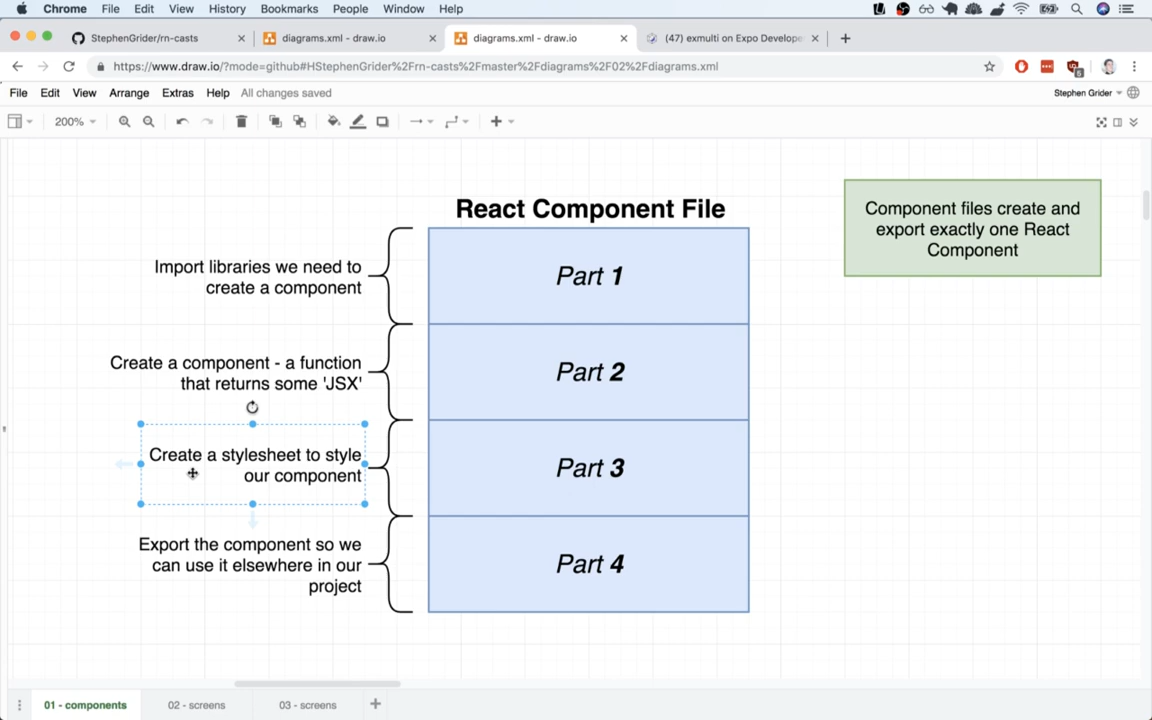 Chrome File Edit View History Bookmarks People Window Help
StephenGrider/rn-casts
diagrams.xml - draw.io
diagrams.xml - draw.io
(47) exmulti on Expo Develope
https://www.draw.io/?mode=github#HStephenGrider%2Frn-casts%2Fmaster%2Fdiagrams%2F02%2Fdiagrams.xml
File Edit View Arrange Extras Help All changes saved
Stephen Grider
200%
React Component File
Component files create and
export exactly one React
Component
Import libraries we need to
create a component
Part 1
Create a component - a function
that returns some 'JSX'
Part 2
Create a stylesheet to style
our component
Part 3
Export the component so we
can use it elsewhere in our
project
Part 4
01 - components
02 - screens
03 - screens